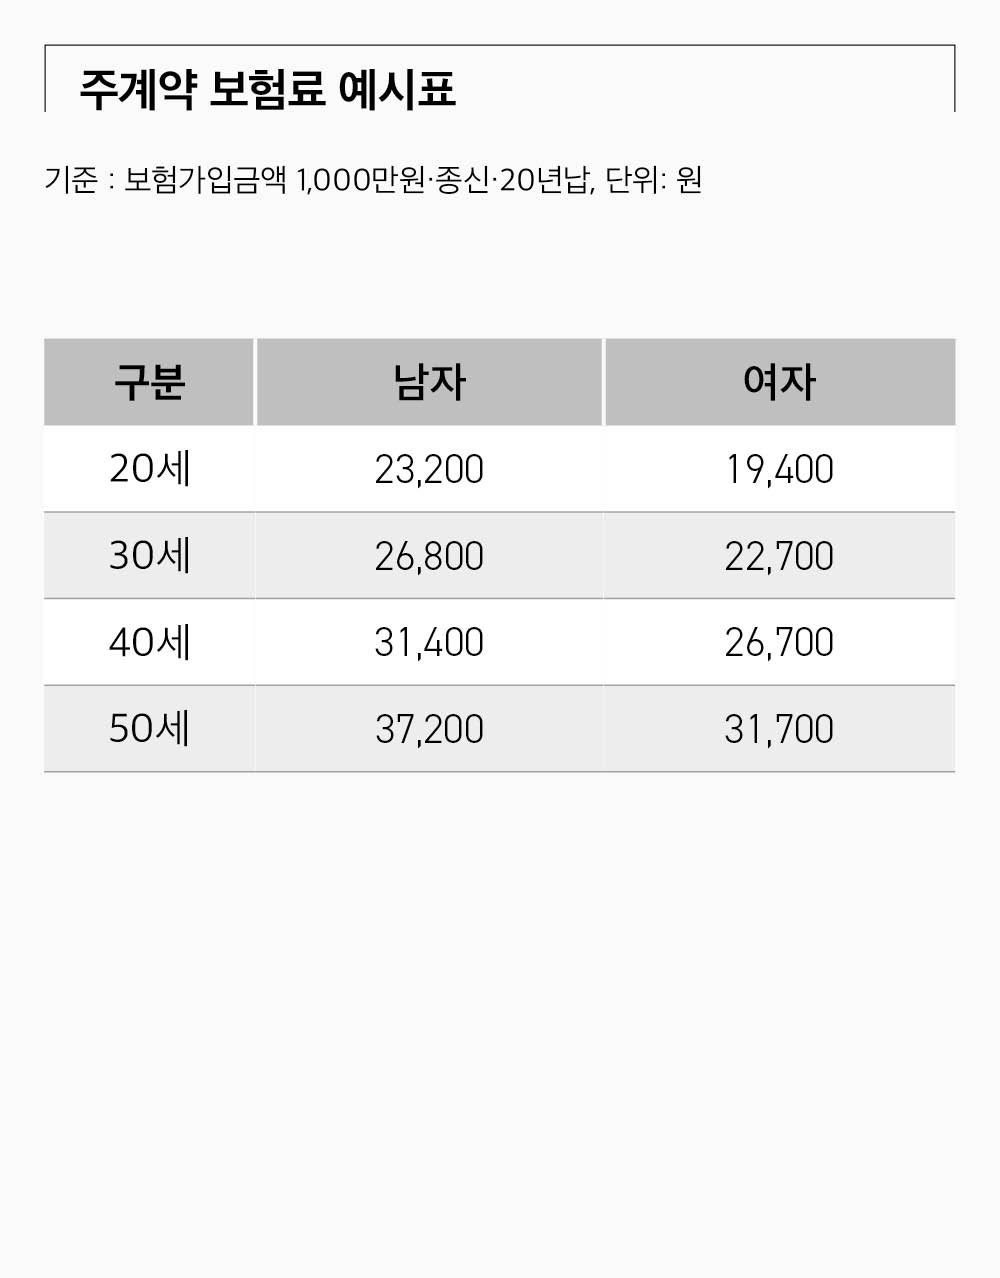 주계약 보험료 예시표
기준 : 보험가입금액 1,000만원·종신·20년납, 단위: 원
구분 남자 여자
20세 23,200 19,400
30세 26,800 22,700
40세 31,400 26,700
50세 37,200 31,700